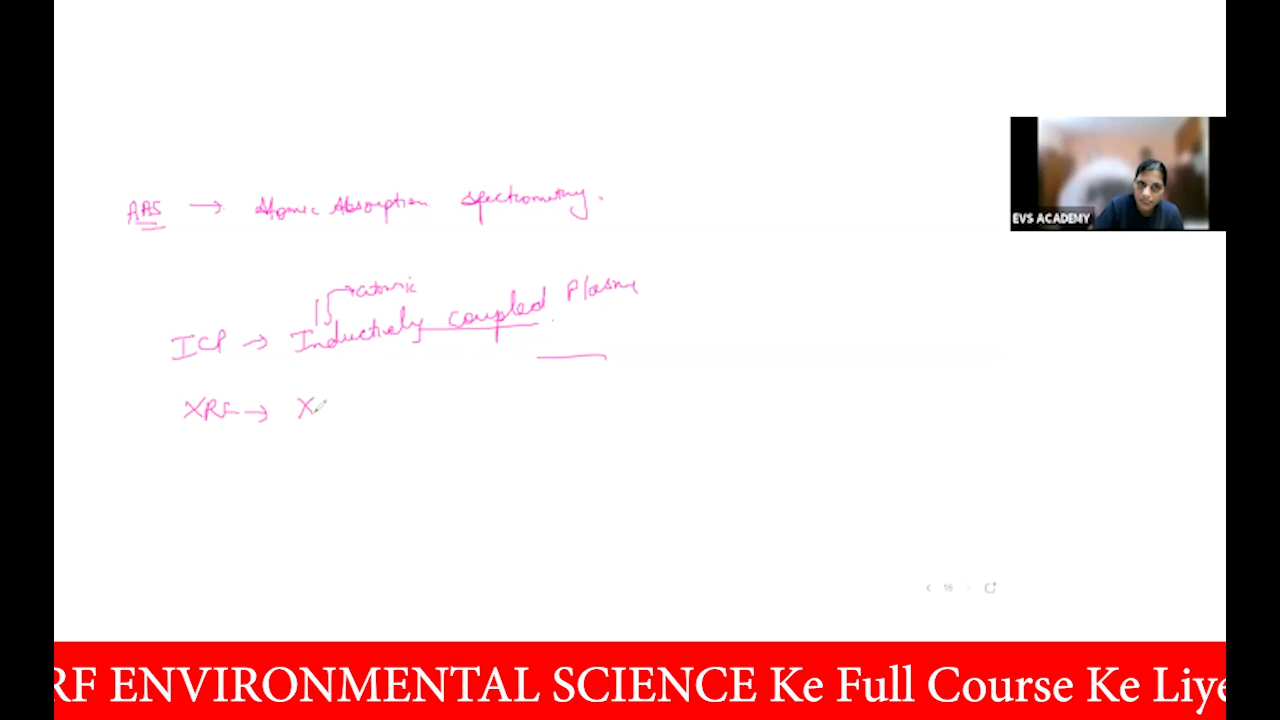 AAS → Atomic Absorption Spectrometry.
EVS ACADEMY
→ atomic
ICP → Inductively coupled Plasma
XRF → X
16
RF ENVIRONMENTAL SCIENCE Ke Full Course Ke Liye